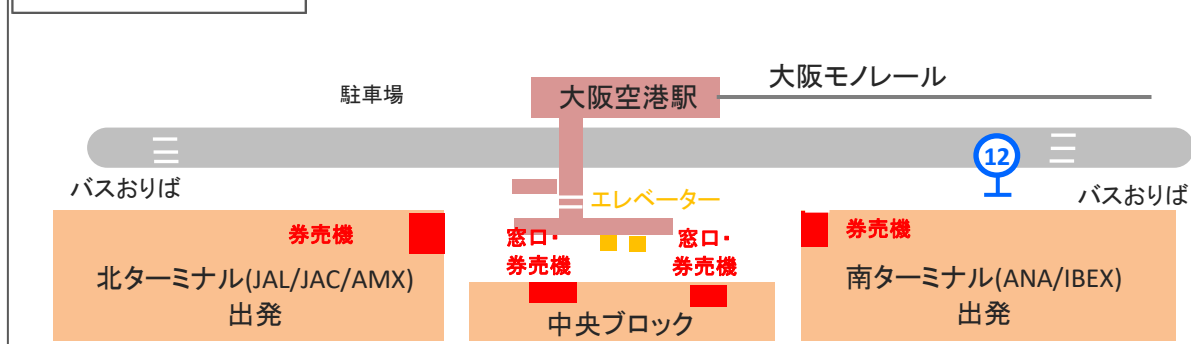 大阪モノレール
駐車場
大阪空港駅
12
バスおりば
バスおりば
エレベーター
券売機
窓口・
券売機
窓口・
券売機
券売機
北ターミナル(JAL/JAC/AMX)
出発
中央ブロック
南ターミナル(ANA/IBEX)
出発